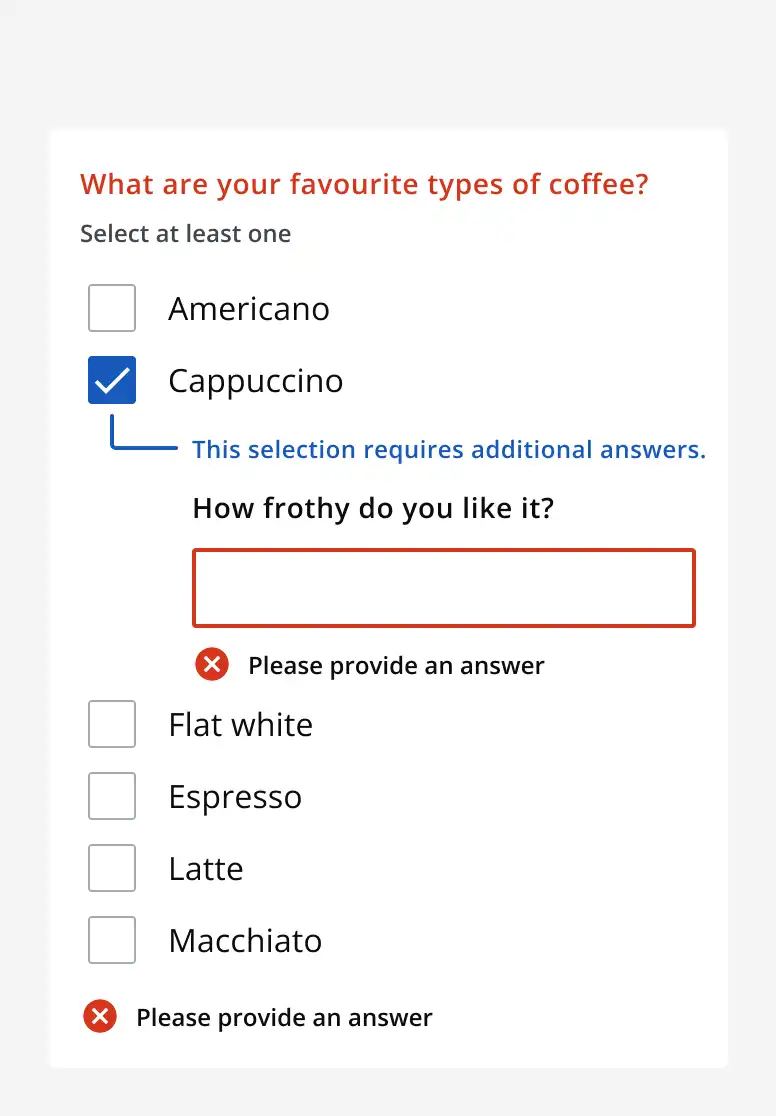 What are your favourite types of coffee?
Select at least one
Americano
Cappuccino
This selection requires additional answers.
How frothy do you like it?
Please provide an answer
Flat white
Espresso
Latte
Macchiato
Please provide an answer